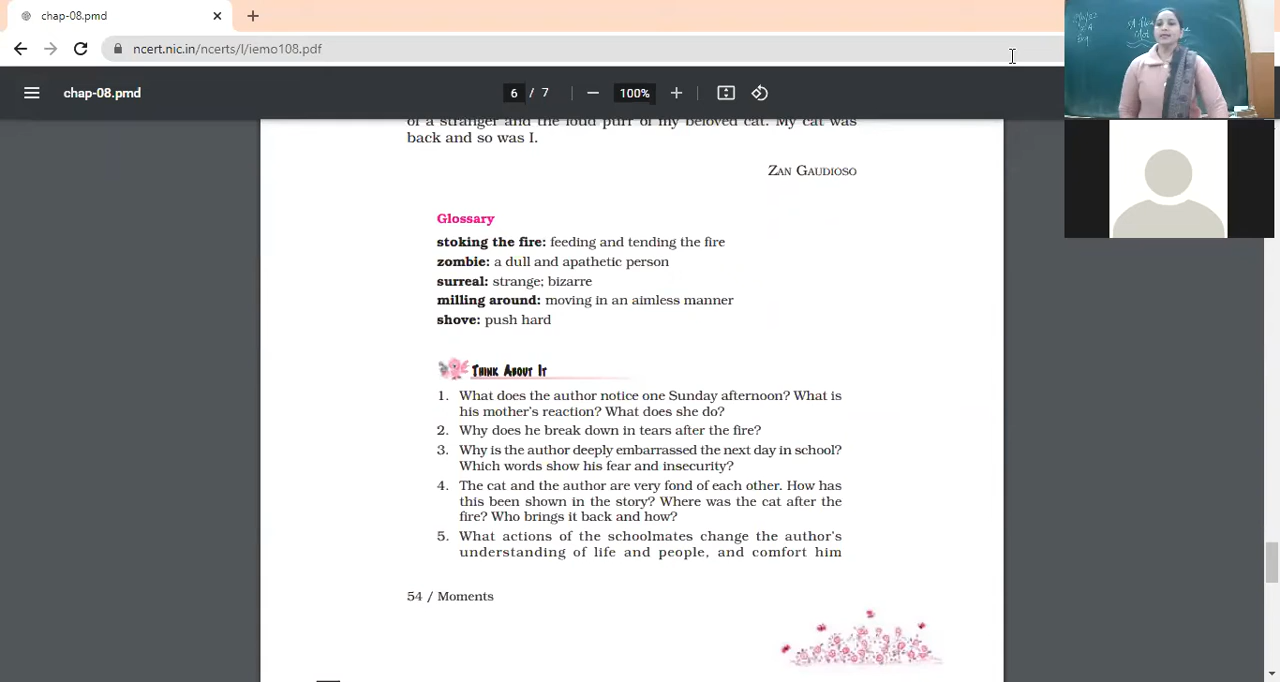 chap-08.pmd
ncert.nic.in/ncerts/l/iemo108.pdf
chap-08.pmd
6 / 7
100%
of a stranger and the loud purr of my beloved cat. My cat was
back and so was I.
ZAN GAUDIOSO
Glossary
stoking the fire: feeding and tending the fire
zombie: a dull and apathetic person
surreal: strange; bizarre
milling around: moving in an aimless manner
shove: push hard
THINK ABOUT IT
1. What does the author notice one Sunday afternoon? What is
his mother's reaction? What does she do?
2. Why does he break down in tears after the fire?
3. Why is the author deeply embarrassed the next day in school?
Which words show his fear and insecurity?
4. The cat and the author are very fond of each other. How has
this been shown in the story? Where was the cat after the
fire? Who brings it back and how?
5. What actions of the schoolmates change the author's
understanding of life and people, and comfort him
54 / Moments